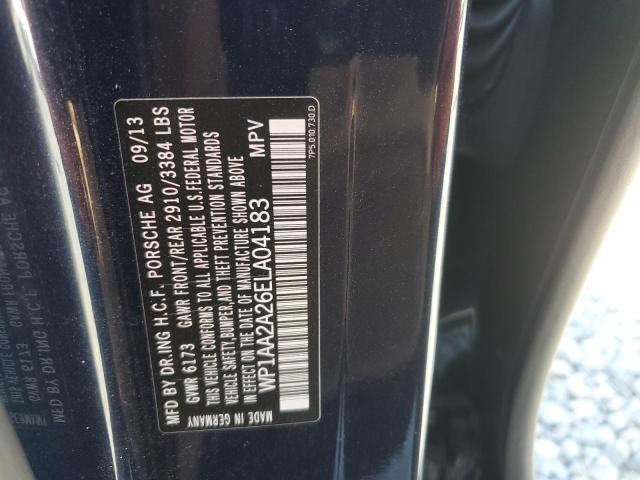 MFD BY DR.ING H.C.F. PORSCHE AG 09/13
GVWR 6173 GAWR FRONT/REAR 2910/3384 LBS
THIS VEHICLE CONFORMS TO ALL APPLICABLE U.S.FEDERAL MOTOR
VEHICLE SAFETY,BUMPER,AND THEFT PREVENTION STANDARDS
IN EFFECT ON THE DATE OF MANUFACTURE SHOWN ABOVE
WP1AA2A26ELA04183 MPV
MADE IN GERMANY
7P5.010.730.D